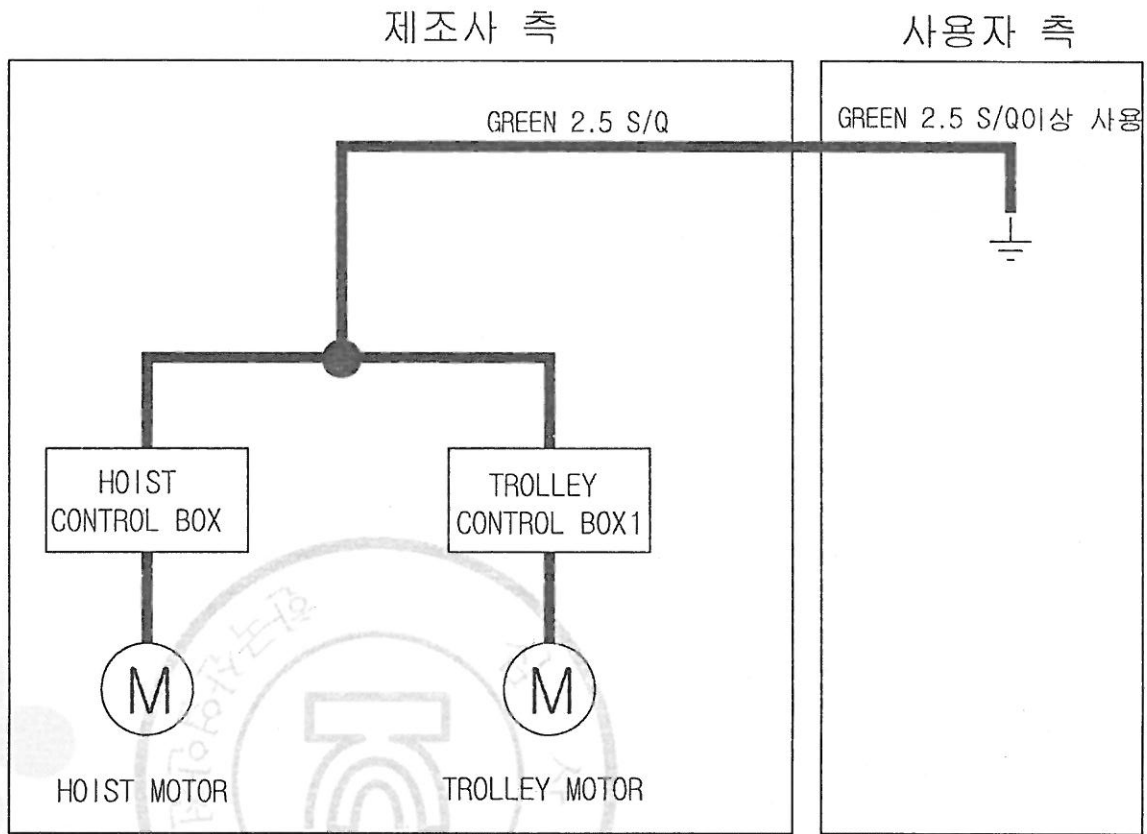 제조사 측
사용자 측
GREEN 2.5 S/Q
GREEN 2.5 S/Q이상 사용
HOIST
CONTROL BOX
TROLLEY
CONTROL BOX1
M
M
HOIST MOTOR
TROLLEY MOTOR